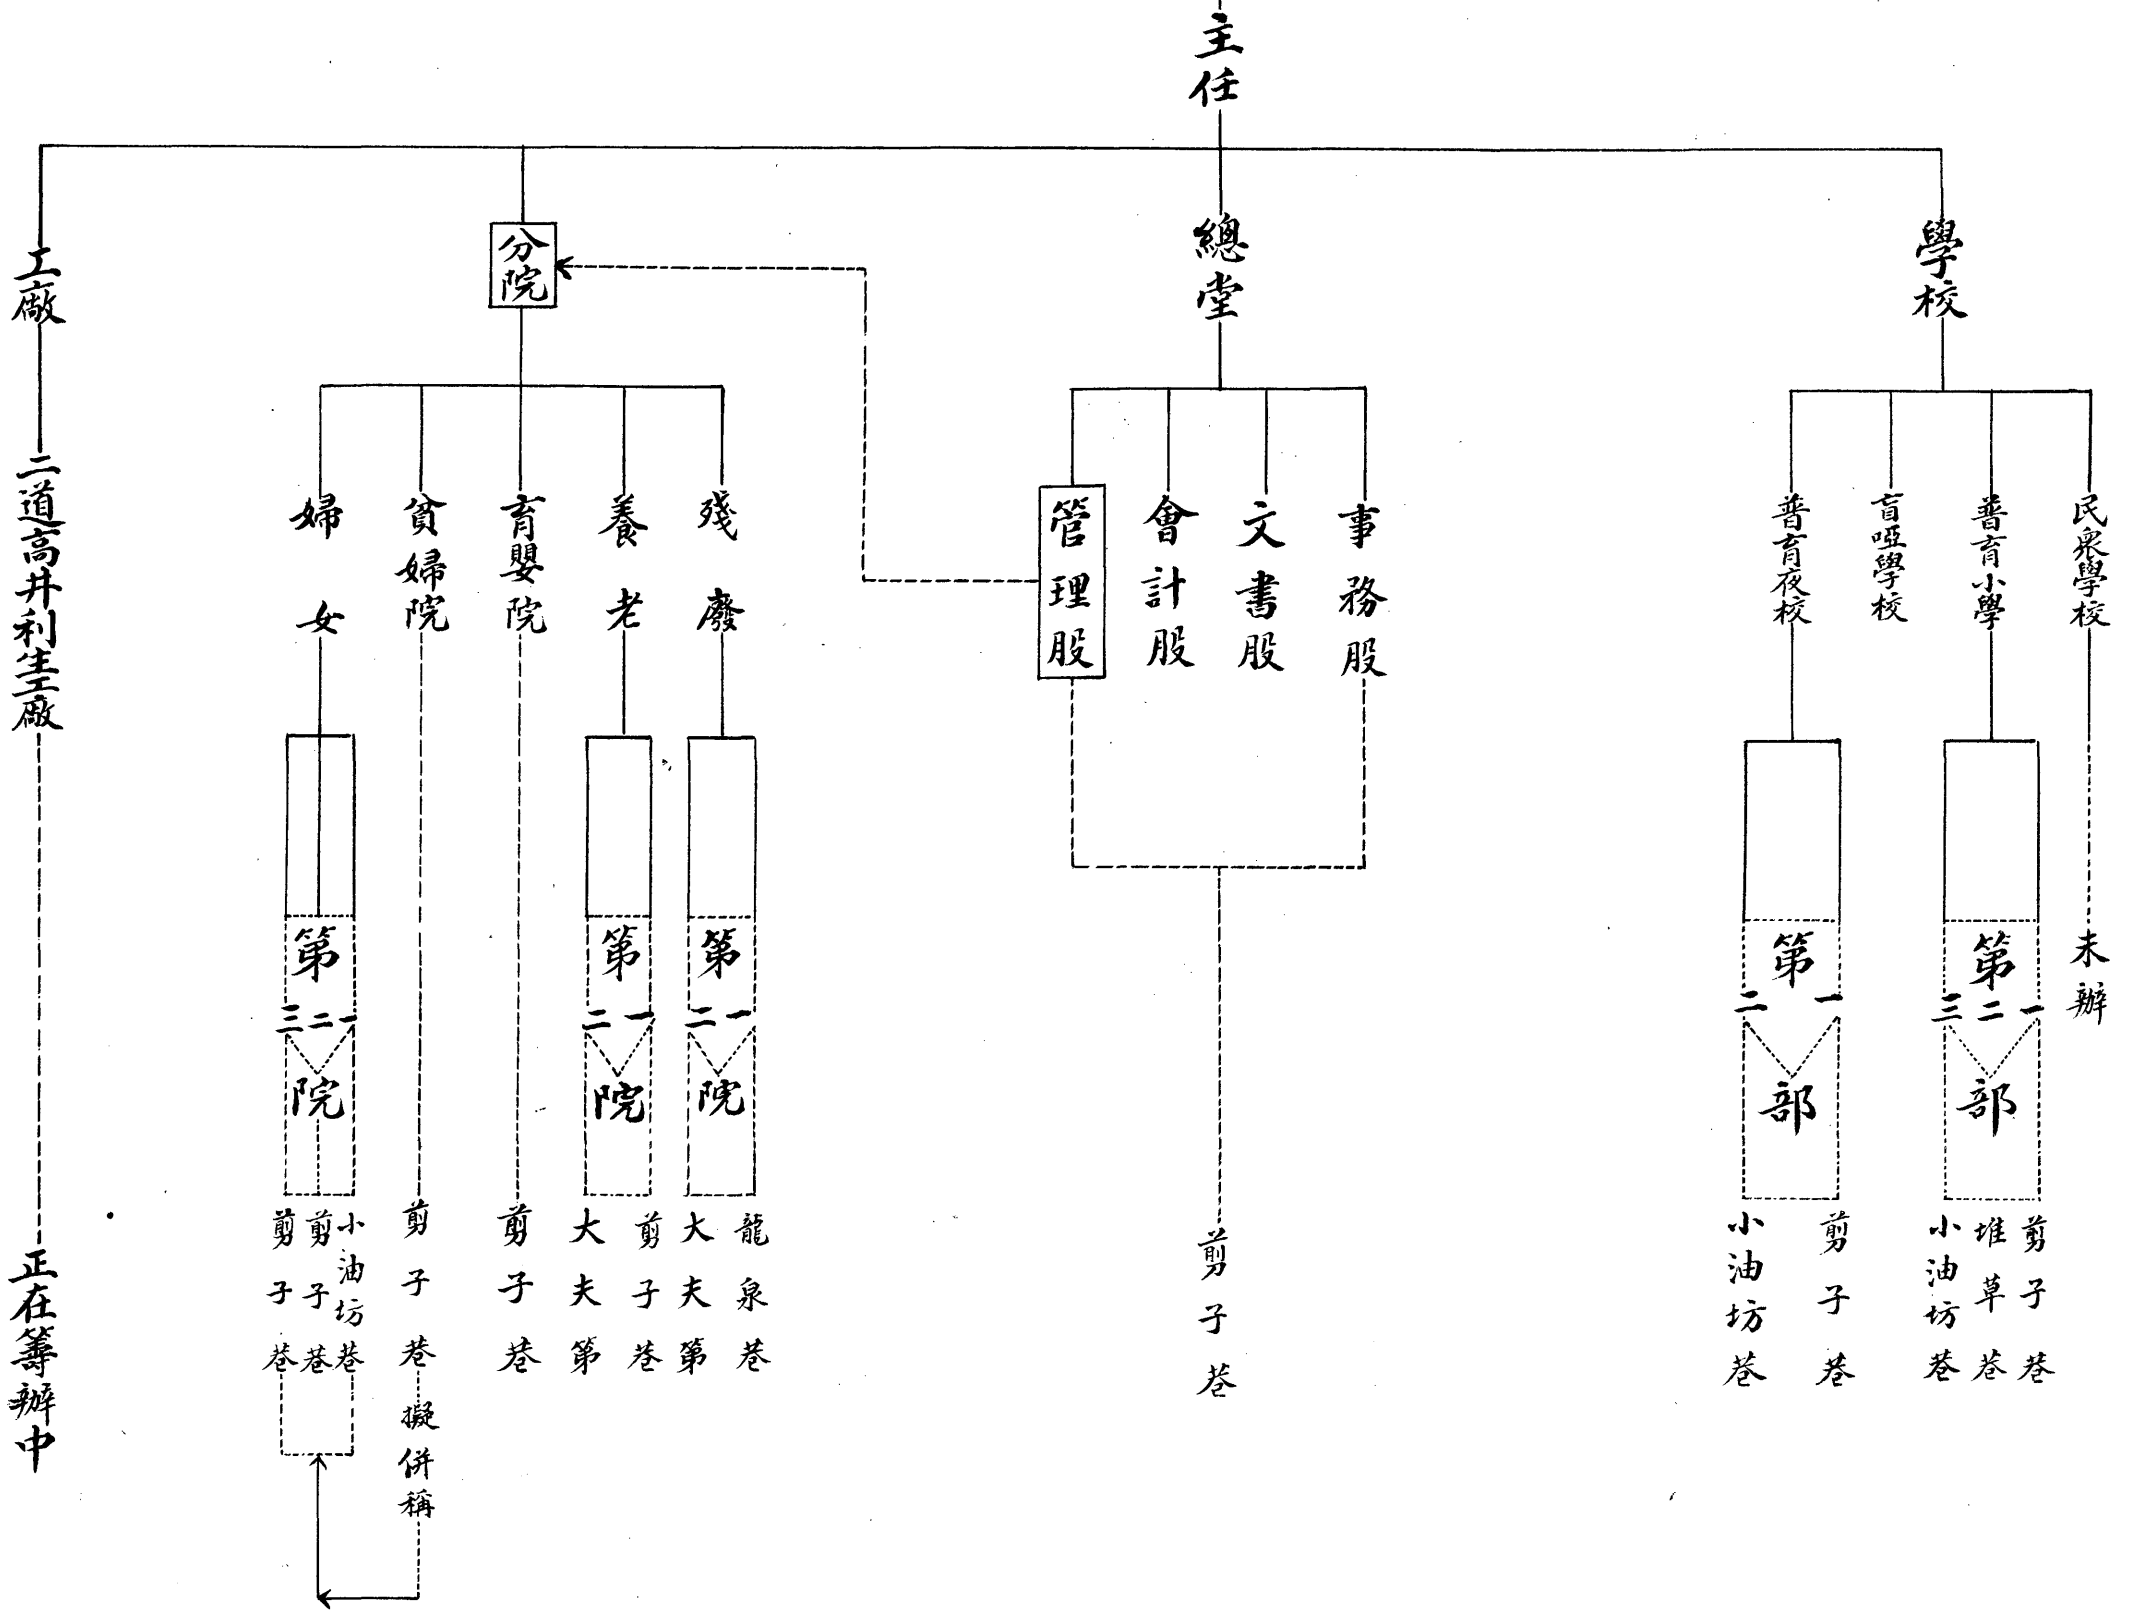 主任
學校
總堂
分院
工廠
民眾學校
普育小學
盲啞學校
普育夜校
事務股
文書股
會計股
管理股
殘廢
養老
育嬰院
貧婦院
婦女
二道高井利生工廠
未辦
第一二三部
第一二部
第一二院
第一二院
第一二三院
剪子巷
堆草巷
小油坊巷
剪子巷
小油坊巷
剪子巷
龍泉巷
大夫第
剪子巷
大夫第
剪子巷
剪子巷
擬併稱
小油坊巷
剪子巷
剪子巷
正在籌辦中